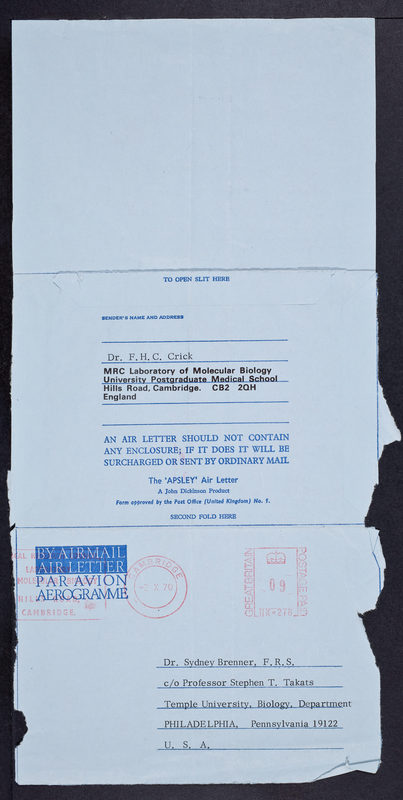 TO OPEN SLIT HERE
SENDER'S NAME AND ADDRESS
Dr. F.H.C. Crick
MRC Laboratory of Molecular Biology
University Postgraduate Medical School
Hills Road, Cambridge. CB2 2QH
England
AN AIR LETTER SHOULD NOT CONTAIN
ANY ENCLOSURE; IF IT DOES IT WILL BE
SURCHARGED OR SENT BY ORDINARY MAIL
The 'APSLEY' Air Letter
A John Dickinson Product
Form approved by the Post Office (United Kingdom) No. 1.
SECOND FOLD HERE
BY AIRMAIL
AIR LETTER
PAR AVION
AEROGRAMME
CAMBRIDGE.
CAMBRIDGE
X 70
GREAT BRITAIN
09
POSTAGE PAID
Dr. Sydney Brenner, F.R.S.
c/o Professor Stephen T. Takats
Temple University, Biology, Department
PHILADELPHIA, Pennsylvania 19122
U. S. A.